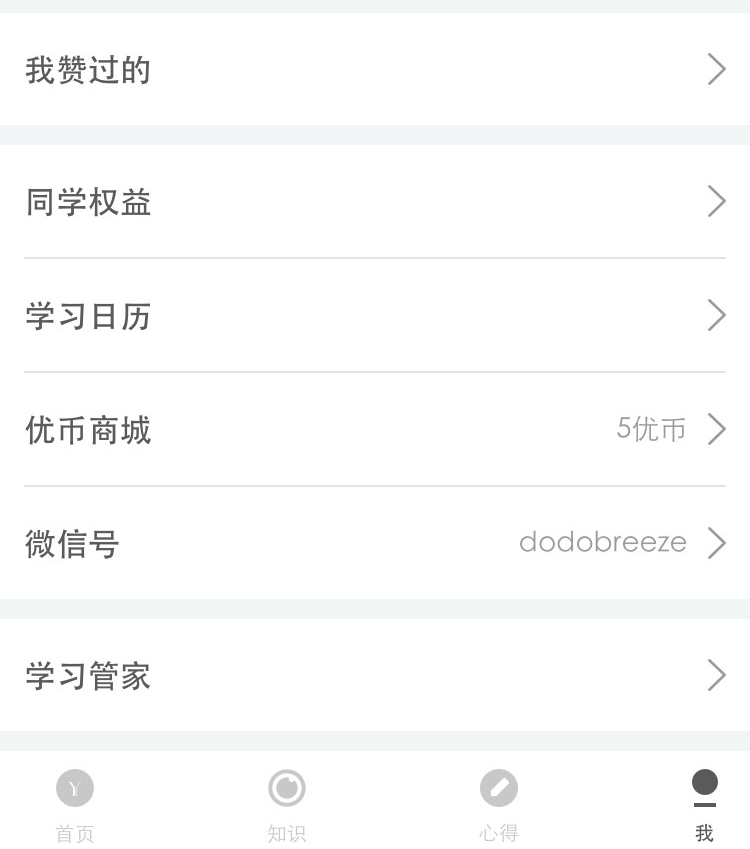 我赞过的
同学权益
学习日历
优币商城 5优币
微信号 dodobreeze
学习管家
首页 知识 心得 我